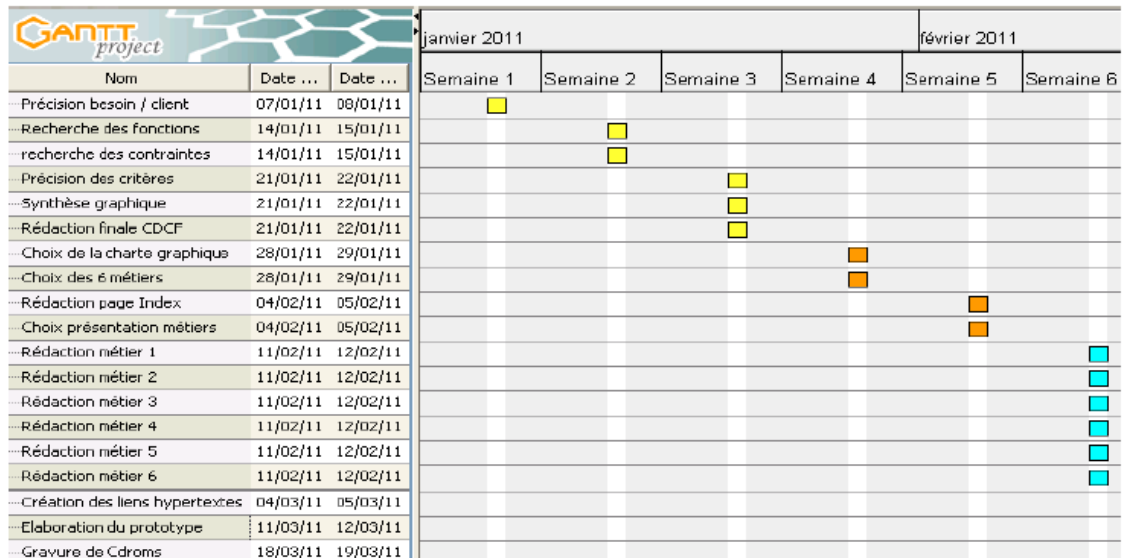 GANTT
project
janvier 2011 février 2011
Nom Date ... Date ... Semaine 1 Semaine 2 Semaine 3 Semaine 4 Semaine 5 Semaine 6
Précision besoin / client 07/01/11 08/01/11
Recherche des fonctions 14/01/11 15/01/11
recherche des contraintes 14/01/11 15/01/11
Précision des critères 21/01/11 22/01/11
Synthèse graphique 21/01/11 22/01/11
Rédaction finale CDCF 21/01/11 22/01/11
Choix de la charte graphique 28/01/11 29/01/11
Choix des 6 métiers 28/01/11 29/01/11
Rédaction page Index 04/02/11 05/02/11
Choix présentation métiers 04/02/11 05/02/11
Rédaction métier 1 11/02/11 12/02/11
Rédaction métier 2 11/02/11 12/02/11
Rédaction métier 3 11/02/11 12/02/11
Rédaction métier 4 11/02/11 12/02/11
Rédaction métier 5 11/02/11 12/02/11
Rédaction métier 6 11/02/11 12/02/11
Création des liens hypertextes 04/03/11 05/03/11
Elaboration du prototype 11/03/11 12/03/11
Gravure de Cdroms 18/03/11 19/03/11